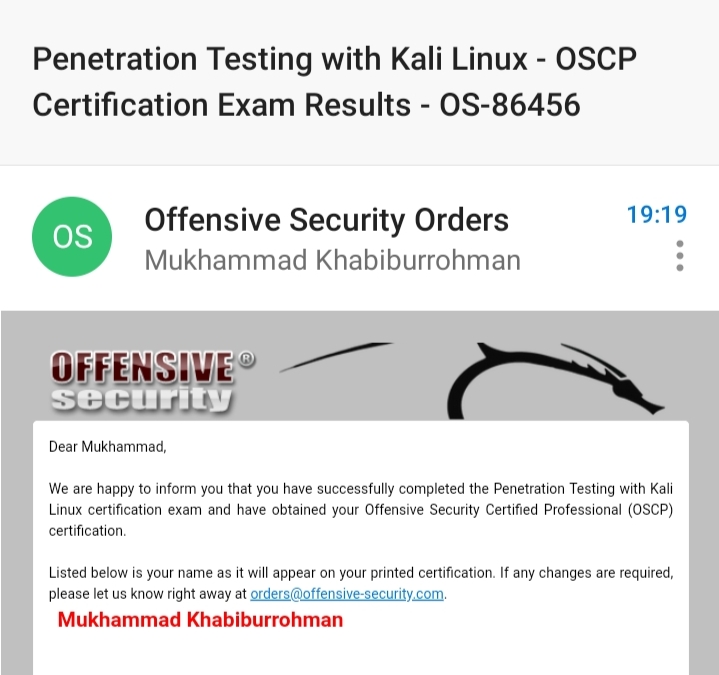 Penetration Testing with Kali Linux - OSCP
Certification Exam Results - OS-86456
OS
Offensive Security Orders
19:19
Mukhammad Khabiburrohman
OFFENSIVE®
security
Dear Mukhammad,
We are happy to inform you that you have successfully completed the Penetration Testing with Kali
Linux certification exam and have obtained your Offensive Security Certified Professional (OSCP)
certification.
Listed below is your name as it will appear on your printed certification. If any changes are required,
please let us know right away at orders@offensive-security.com.
Mukhammad Khabiburrohman